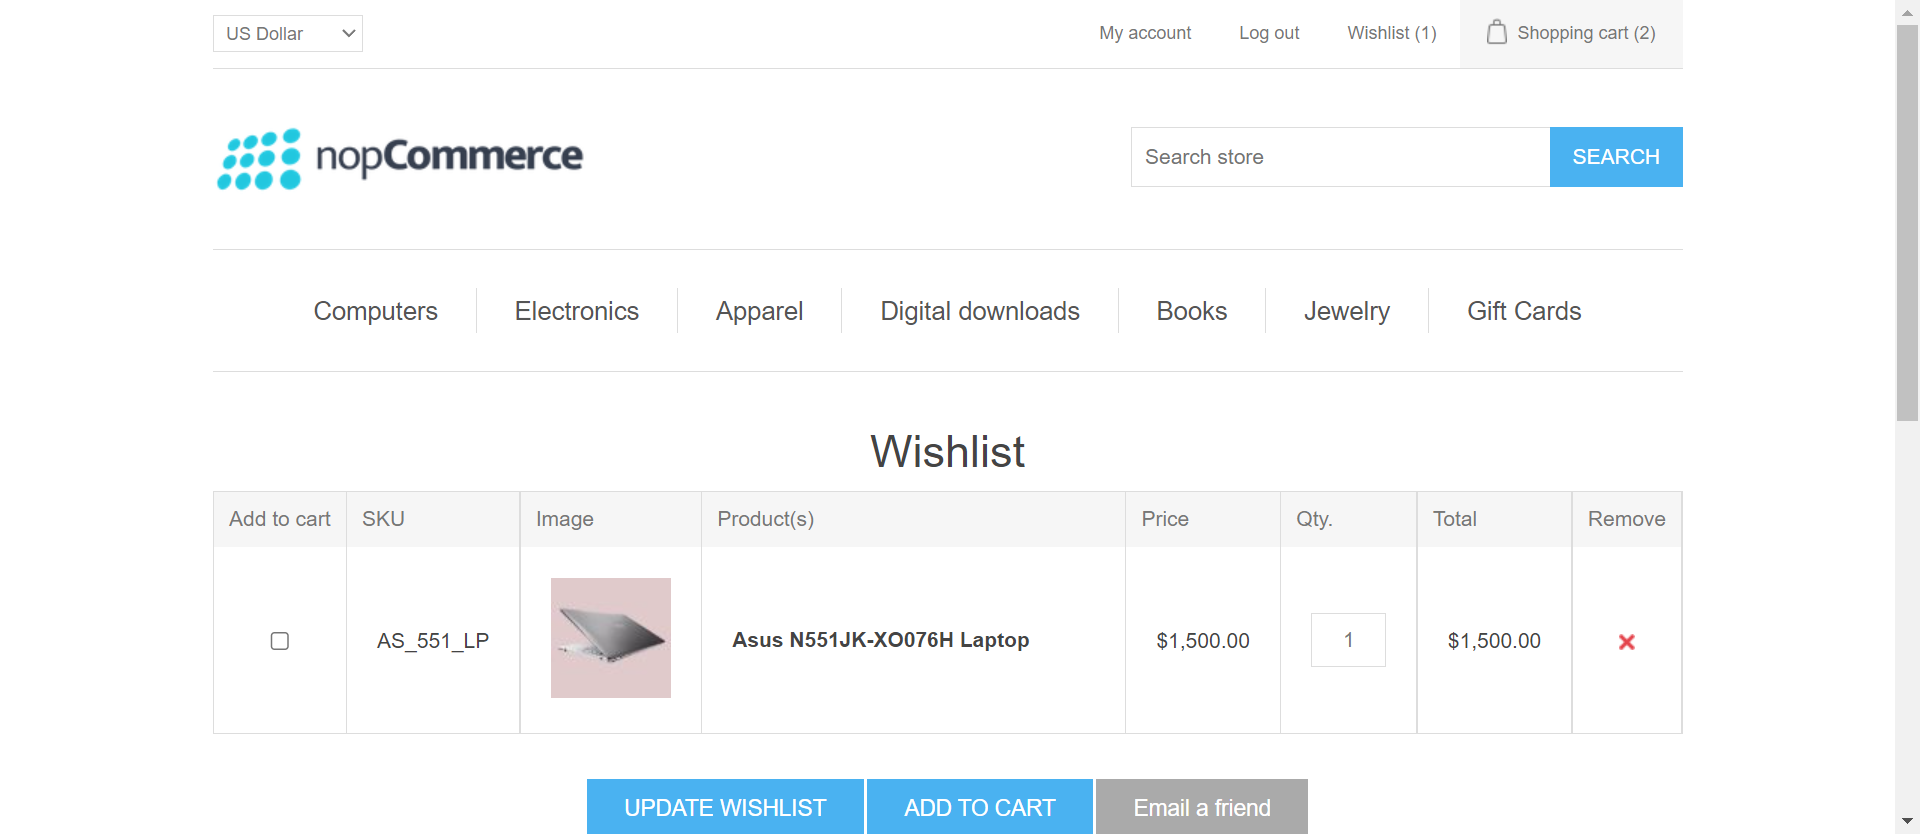 US Dollar
My account
Log out
Wishlist (1)
Shopping cart (2)
nopCommerce
Search store
SEARCH
Computers
Electronics
Apparel
Digital downloads
Books
Jewelry
Gift Cards
Wishlist
Add to cart
SKU
Image
Product(s)
Price
Qty.
Total
Remove
AS_551_LP
Asus N551JK-XO076H Laptop
$1,500.00
1
$1,500.00
UPDATE WISHLIST
ADD TO CART
Email a friend